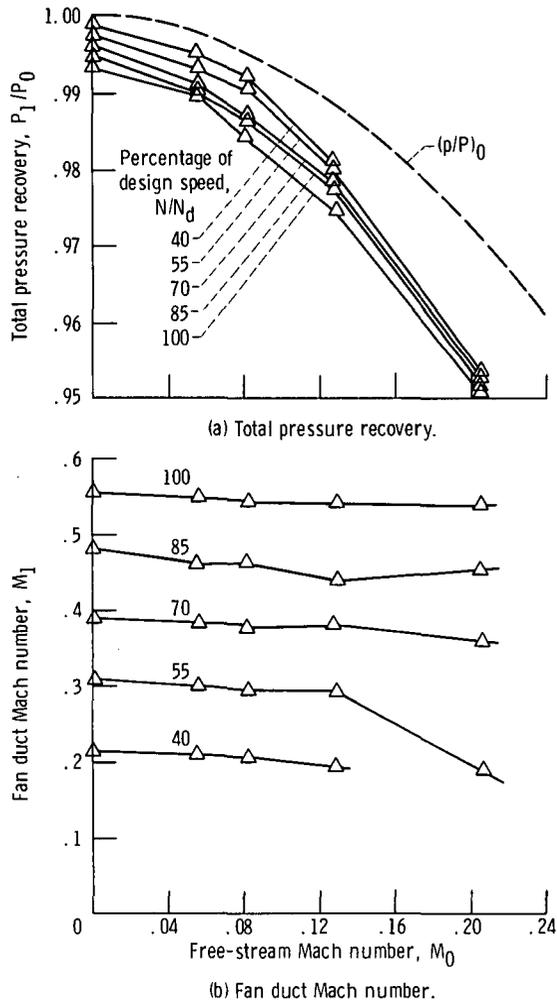 1.00
.99
.98
.97
.96
.95
Total pressure recovery, P1/P0
(p/P)0
Percentage of
design speed,
N/Nd
40
55
70
85
100
(a) Total pressure recovery.
.6
.5
.4
.3
.2
.1
0
Fan duct Mach number, M1
100
85
70
55
40
.04 .08 .12 .16 .20 .24
Free-stream Mach number, M0
(b) Fan duct Mach number.